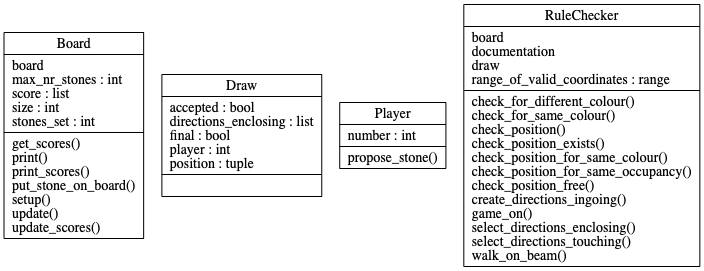 Board
board
max_nr_stones : int
score : list
size : int
stones_set : int
get_scores()
print()
print_scores()
put_stone_on_board()
setup()
update()
update_scores()
Draw
accepted : bool
directions_enclosing : list
final : bool
player : int
position : tuple
Player
number : int
propose_stone()
RuleChecker
board
documentation
draw
range_of_valid_coordinates : range
check_for_different_colour()
check_for_same_colour()
check_position()
check_position_exists()
check_position_for_same_colour()
check_position_for_same_occupancy()
check_position_free()
create_directions_ingoing()
game_on()
select_directions_enclosing()
select_directions_touching()
walk_on_beam()